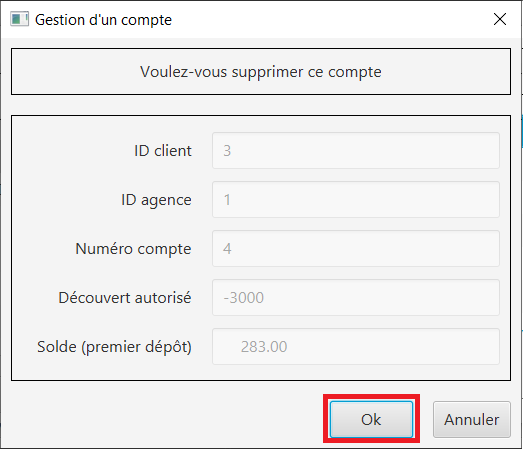 Gestion d'un compte
Voulez-vous supprimer ce compte
ID client 3
ID agence 1
Numéro compte 4
Découvert autorisé -3000
Solde (premier dépôt) 283.00
Ok Annuler